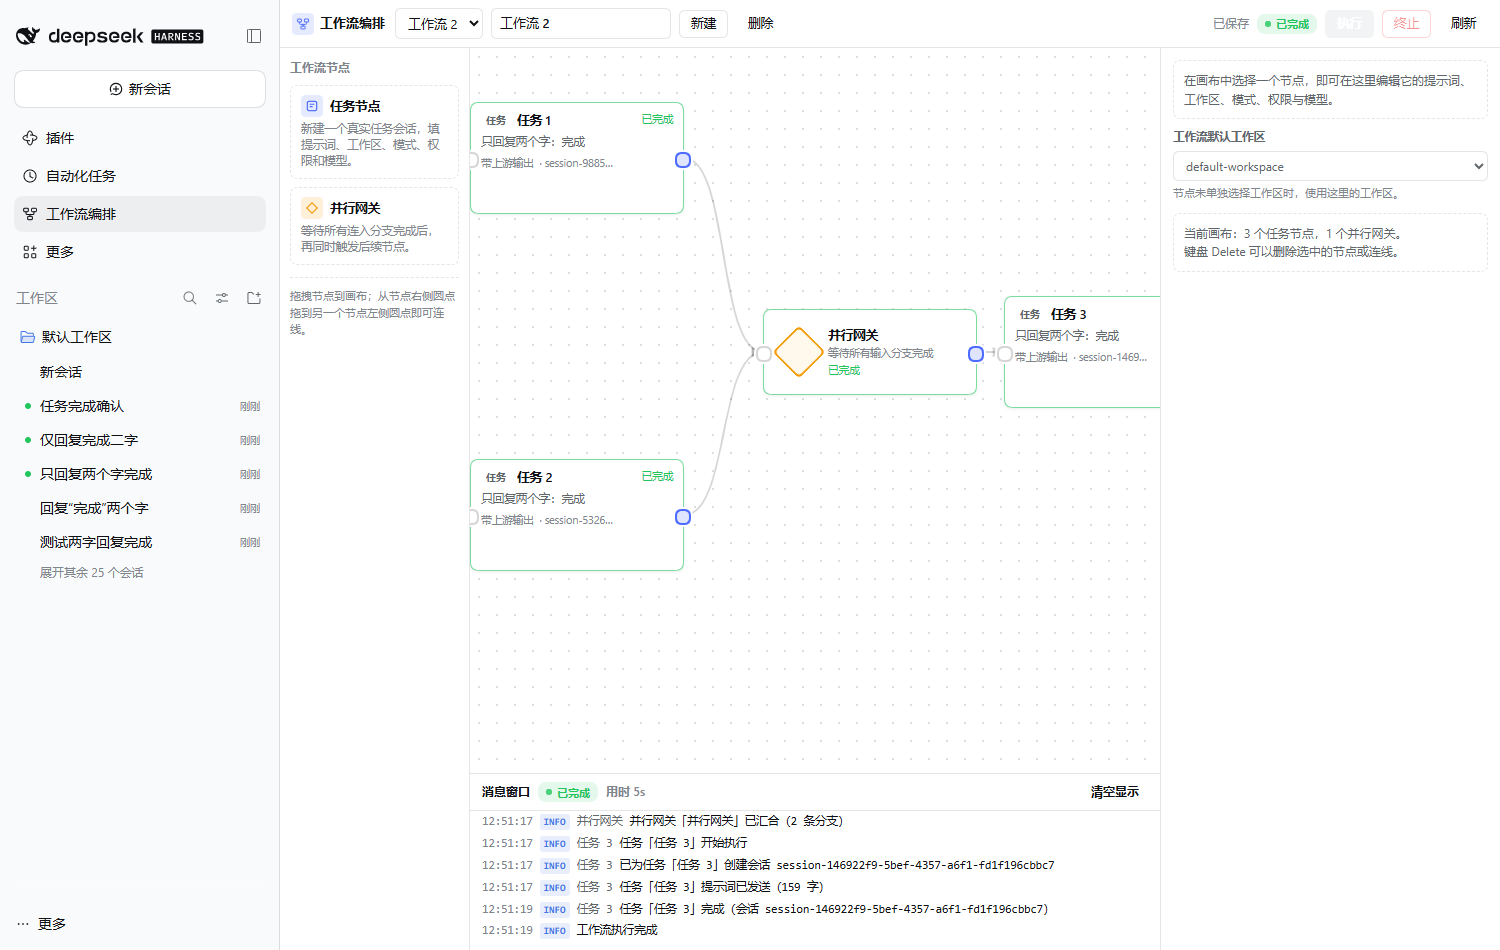 deepseek HARNESS
新会话
插件
自动化任务
工作流编排
更多
工作区
默认工作区
新会话
任务完成确认 刚刚
仅回复完成二字 刚刚
只回复两个字完成 刚刚
回复“完成”两个字 刚刚
测试两字回复完成 刚刚
展开其余 25 个会话
··· 更多
工作流编排 工作流 2 工作流 2 新建 删除 已保存 已完成 执行 终止 刷新
工作流节点
任务节点
新建一个真实任务会话，填
提示词、工作区、模式、权
限和模型。
并行网关
等待所有连入分支完成后，
再同时触发后续节点。
拖拽节点到画布；从节点右侧圆点
拖到另一个节点左侧圆点即可连
线。
任务 任务 1 已完成
只回复两个字：完成
带上游输出 · session-9885...
并行网关
等待所有输入分支完成
已完成
任务 任务 3
只回复两个字：完成
带上游输出 · session-1469...
任务 任务 2 已完成
只回复两个字：完成
带上游输出 · session-5326...
消息窗口 已完成 用时 5s 清空显示
12:51:17 INFO 并行网关 并行网关「并行网关」已汇合（2 条分支）
12:51:17 INFO 任务 3 任务「任务 3」开始执行
12:51:17 INFO 任务 3 已为任务「任务 3」创建会话 session-146922f9-5bef-4357-a6f1-fd1f196cbbc7
12:51:17 INFO 任务 3 任务「任务 3」提示词已发送（159 字）
12:51:19 INFO 任务 3 任务「任务 3」完成（会话 session-146922f9-5bef-4357-a6f1-fd1f196cbbc7）
12:51:19 INFO 工作流执行完成
在画布中选择一个节点，即可在这里编辑它的提示词、
工作区、模式、权限与模型。
工作流默认工作区
default-workspace
节点未单独选择工作区时，使用这里的工作区。
当前画布：3 个任务节点，1 个并行网关。
键盘 Delete 可以删除选中的节点或连线。